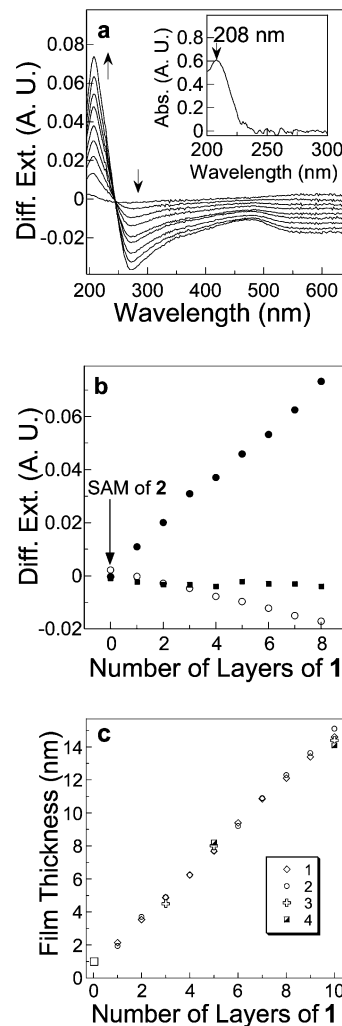 a
Diff. Ext. (A. U.)
0.08
0.06
0.04
0.02
0
-0.02
200 300 400 500 600
Wavelength (nm)
208 nm
Abs. (A. U.)
0.8
0.6
0.4
0.2
0
200 250 300
Wavelength (nm)
b
Diff. Ext. (A. U.)
0.06
0.04
0.02
0
-0.02
SAM of 2
0 1 2 3 4 5 6 7 8
Number of Layers of 1
c
Film Thickness (nm)
14
12
10
8
6
4
2
0
1
2
3
4
0 2 4 6 8 10
Number of Layers of 1